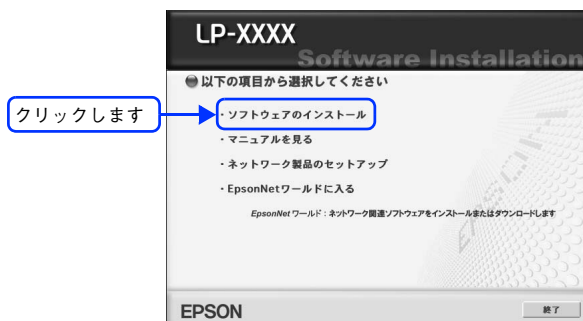 LP-XXXX
Software Installation
以下の項目から選択してください
クリックします
・ソフトウェアのインストール
・マニュアルを見る
・ネットワーク製品のセットアップ
・EpsonNetワールドに入る
EpsonNet ワールド：ネットワーク関連ソフトウェアをインストールまたはダウンロードします
EPSON
EPSON
終了